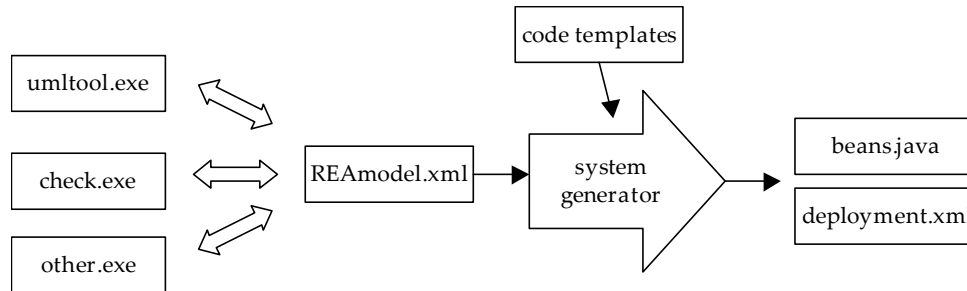 code templates
umltool.exe
check.exe
REAmodel.xml
system
generator
beans.java
deployment.xm
other.exe